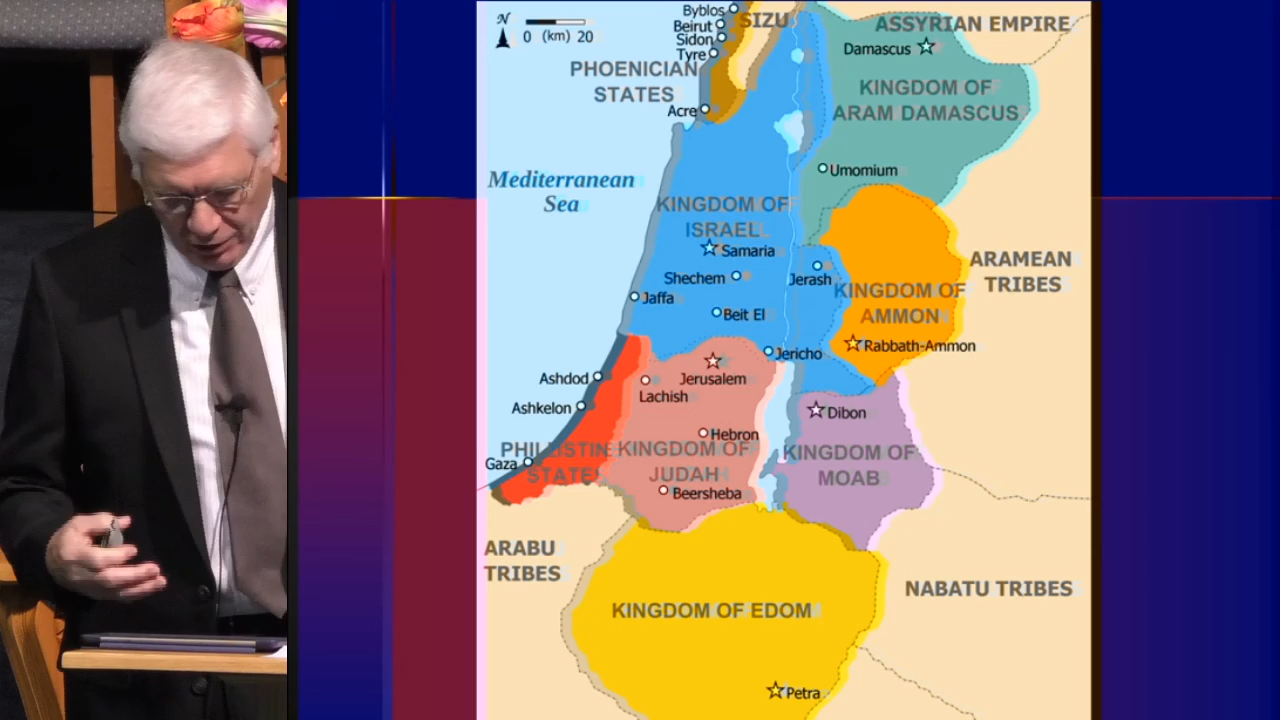 N
0 (km) 20
Byblos
Beirut
Sidon
Tyre
SIZU
ASSYRIAN EMPIRE
Damascus
PHOENICIAN
STATES
KINGDOM OF
ARAM DAMASCUS
Acre
Umomium
Mediterranean
Sea
KINGDOM OF
ISRAEL
Samaria
Shechem
Jerash
ARAMEAN
TRIBES
KINGDOM OF
AMMON
Jaffa
Beit El
Jericho
Rabbath-Ammon
Ashdod
Jerusalem
Lachish
Ashkelon
Dibon
Hebron
PHILISTINE
STATES
Gaza
KINGDOM OF
JUDAH
KINGDOM OF
MOAB
Beersheba
ARABU
TRIBES
NABATU TRIBES
KINGDOM OF EDOM
Petra